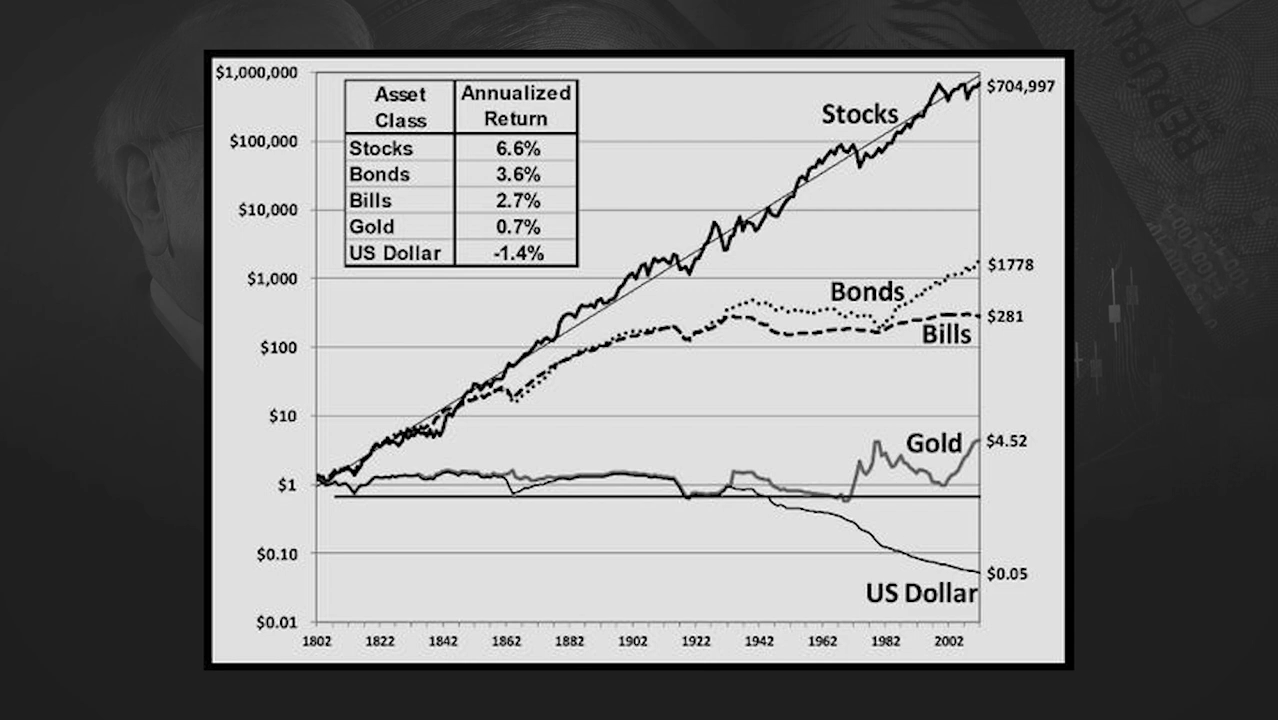 $1,000,000
$100,000
$10,000
$1,000
$100
$10
$1
$0.10
$0.01
Asset Class Annualized Return
Stocks 6.6%
Bonds 3.6%
Bills 2.7%
Gold 0.7%
US Dollar -1.4%
Stocks
$704,997
Bonds
$1778
Bills
$281
Gold
$4.52
US Dollar
$0.05
1802 1822 1842 1862 1882 1902 1922 1942 1962 1982 2002
REPÚBLIC